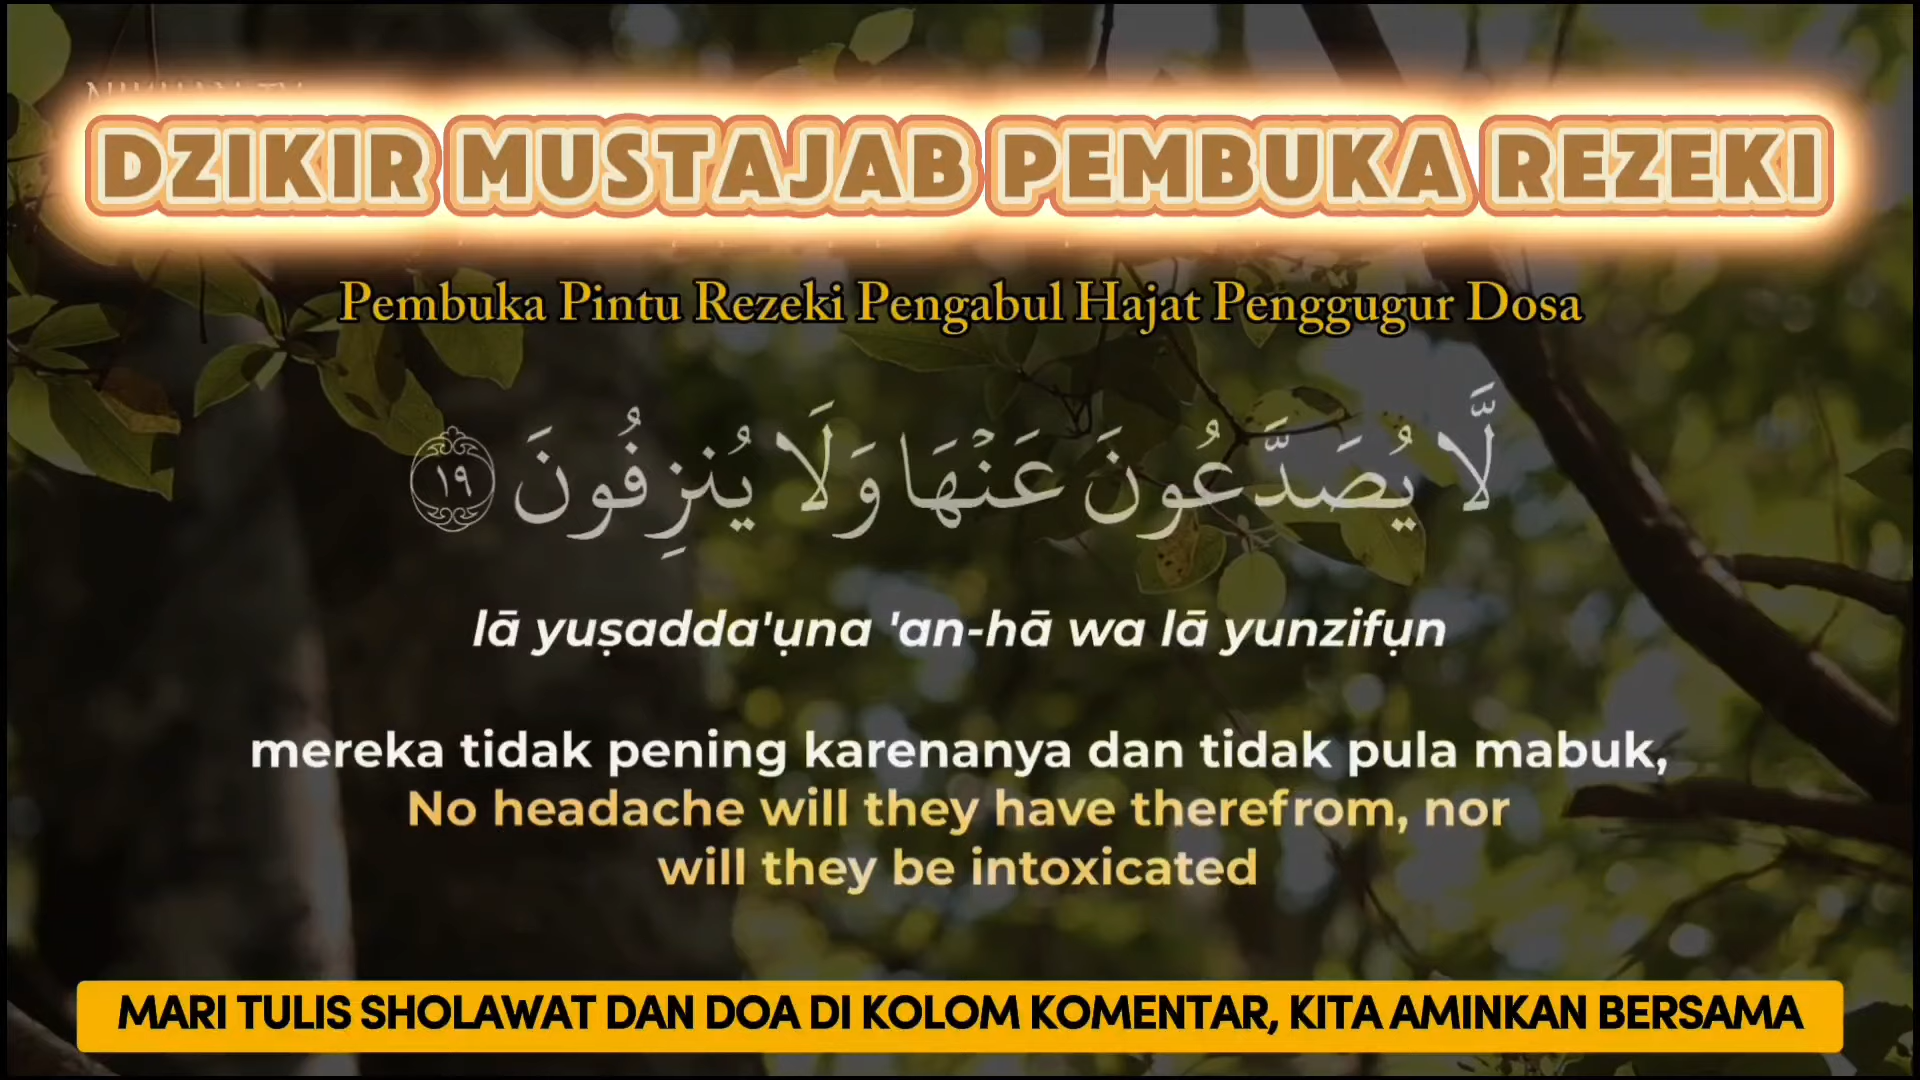 DZIKIR MUSTAJAB PEMBUKA REZEKI
Pembuka Pintu Rezeki Pengabul Hajat Penggugur Dosa
لَّا يُصَدَّعُونَ عَنْهَا وَلَا يُنزِفُونَ ١٩
lā yuṣadda'ụna 'an-hā wa lā yunzifụn
mereka tidak pening karenanya dan tidak pula mabuk,
No headache will they have therefrom, nor
will they be intoxicated
MARI TULIS SHOLAWAT DAN DOA DI KOLOM KOMENTAR, KITA AMINKAN BERSAMA